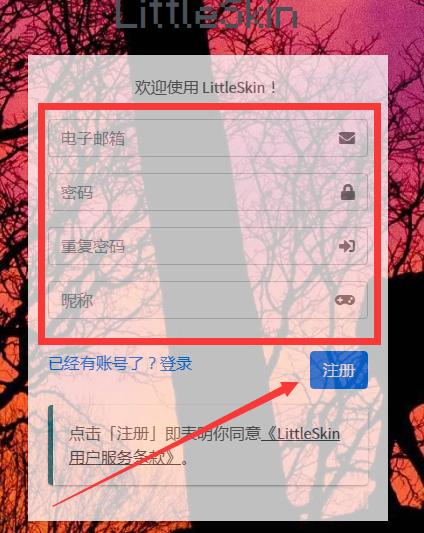 LittleSkin
欢迎使用 LittleSkin！
电子邮箱
密码
重复密码
昵称
已经有账号了？登录
注册
点击「注册」即表明你同意《LittleSkin
用户服务条款》。